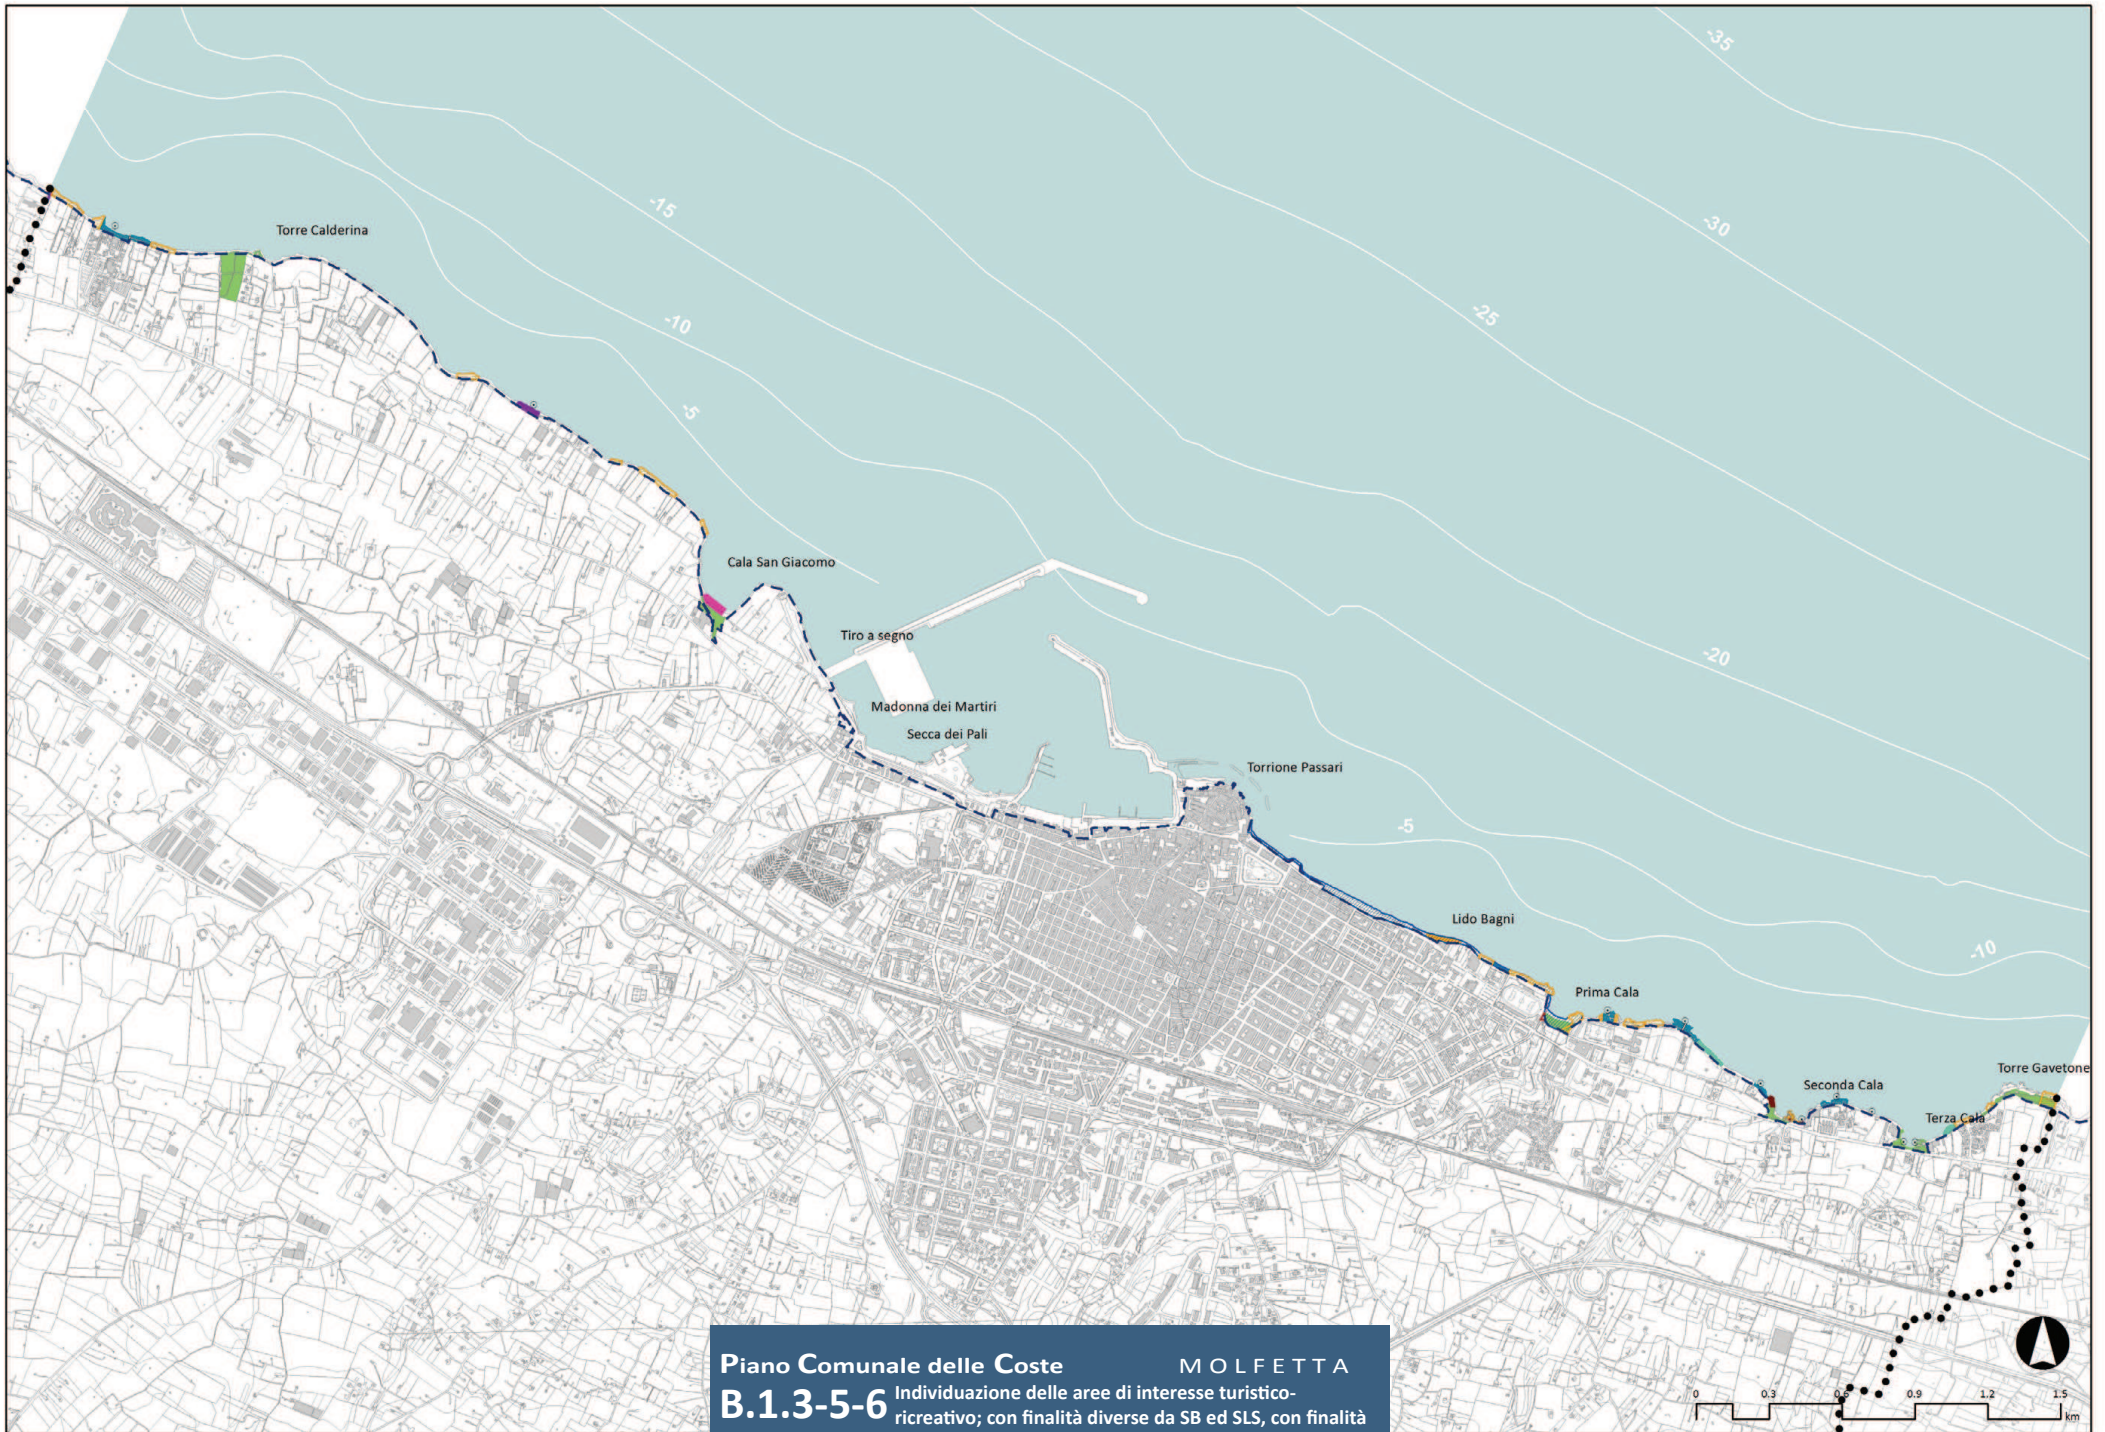 -35
-30
-15
Torre Calderina
-25
-10
-5
Cala San Giacomo
Tiro a segno
-20
Madonna dei Martiri
Secca dei Pali
Torrione Passari
-5
Lido Bagni
-10
Prima Cala
Torre Gavetone
Seconda Cala
Terza Cala
Piano Comunale delle Coste MOLFETTA
B.1.3-5-6 Individuazione delle aree di interesse turistico-
ricreativo; con finalità diverse da SB ed SLS, con finalità
0 0.3 0.6 0.9 1.2 1.5
km